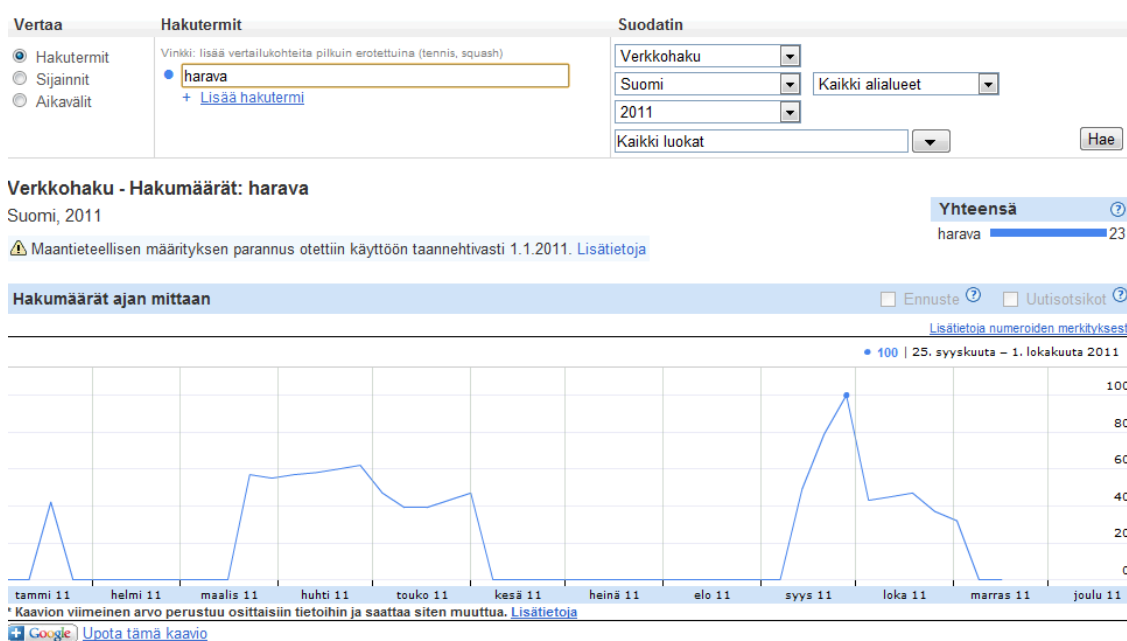 Vertaa Hakutermit Suodatin
Hakutermit
Sijainnit
Aikavälit
Vinkki: lisää vertailukohteita pilkuin erotettuina (tennis, squash)
harava
+ Lisää hakutermi
Verkkohaku
Suomi Kaikki alialueet
2011
Kaikki luokat Hae
Verkkohaku - Hakumäärät: harava
Suomi, 2011
Yhteensä ?
harava 23
Maantieteellisen määrityksen parannus otettiin käyttöön taannehtivasti 1.1.2011. Lisätietoja
Hakumäärät ajan mittaan Ennuste ? Uutisotsikot ?
Lisätietoja numeroiden merkityksest
100 | 25. syyskuuta – 1. lokakuuta 2011
100
80
60
40
20
0
tammi 11 helmi 11 maalis 11 huhti 11 touko 11 kesä 11 heinä 11 elo 11 syys 11 loka 11 marras 11 joulu 11
* Kaavion viimeinen arvo perustuu osittaisiin tietoihin ja saattaa siten muuttua. Lisätietoja
+ Google Upota tämä kaavio